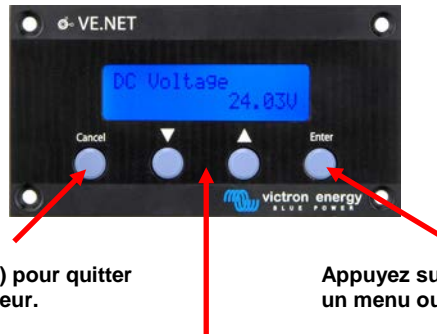 VE.NET
DC Voltage
24.03V
Cancel
Enter
victron energy
BLUE POWER
) pour quitter
eur.
Appuyez su
un menu ou